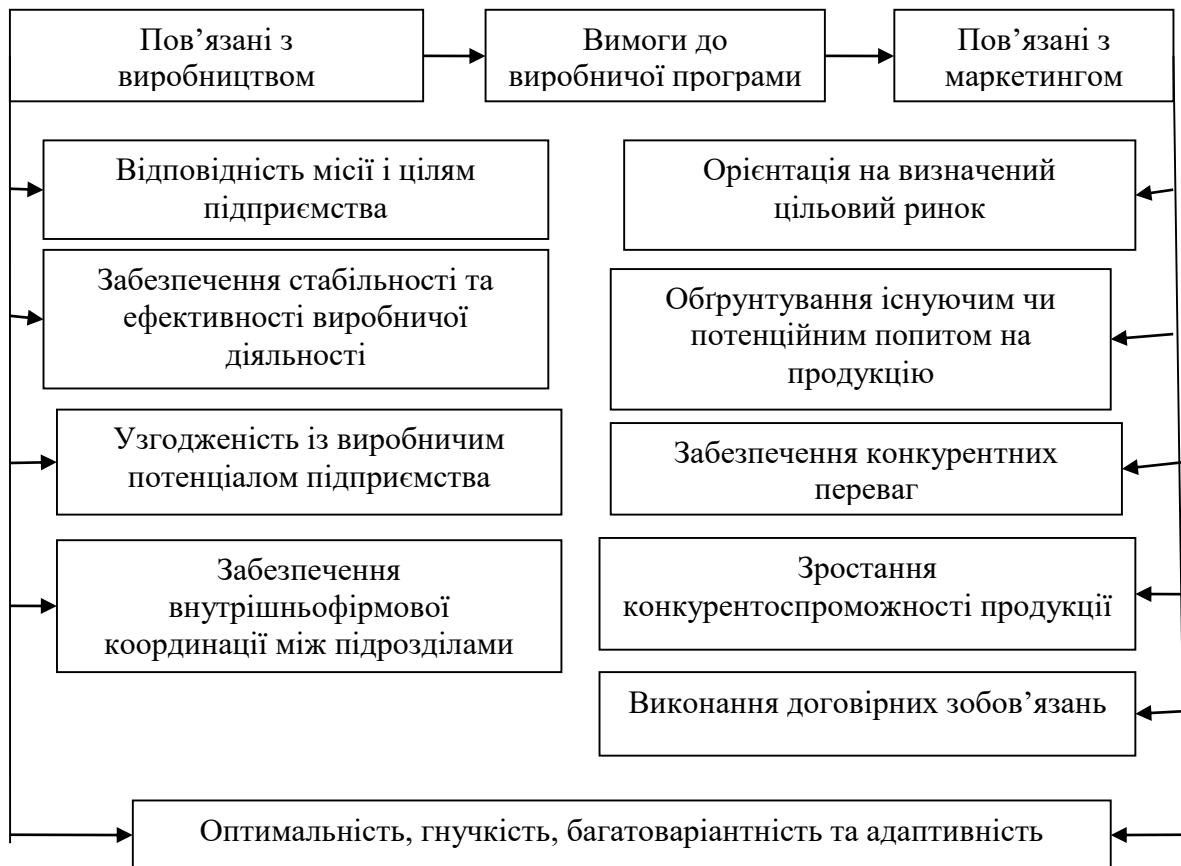 Пов’язані з
виробництвом
Вимоги до
виробничої програми
Пов’язані з
маркетингом
Відповідність місії і цілям
підприємства
Забезпечення стабільності та
ефективності виробничої
діяльності
Узгодженість із виробничим
потенціалом підприємства
Забезпечення
внутрішньофірмової
координації між підрозділами
Орієнтація на визначений
цільовий ринок
Обґрунтування існуючим чи
потенційним попитом на
продукцію
Забезпечення конкурентних
переваг
Зростання
конкурентоспроможності продукції
Виконання договірних зобов’язань
Оптимальність, гнучкість, багатоваріантність та адаптивність